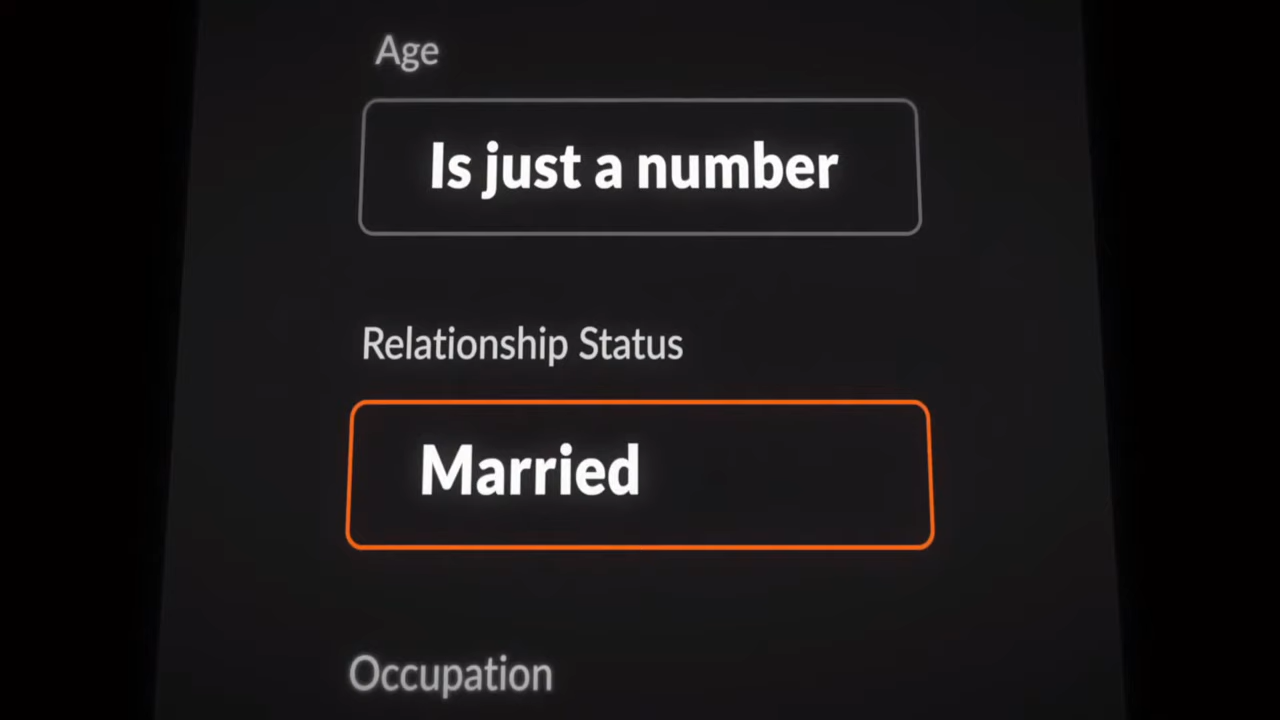 Age
Is just a number
Relationship Status
Married
Occupation